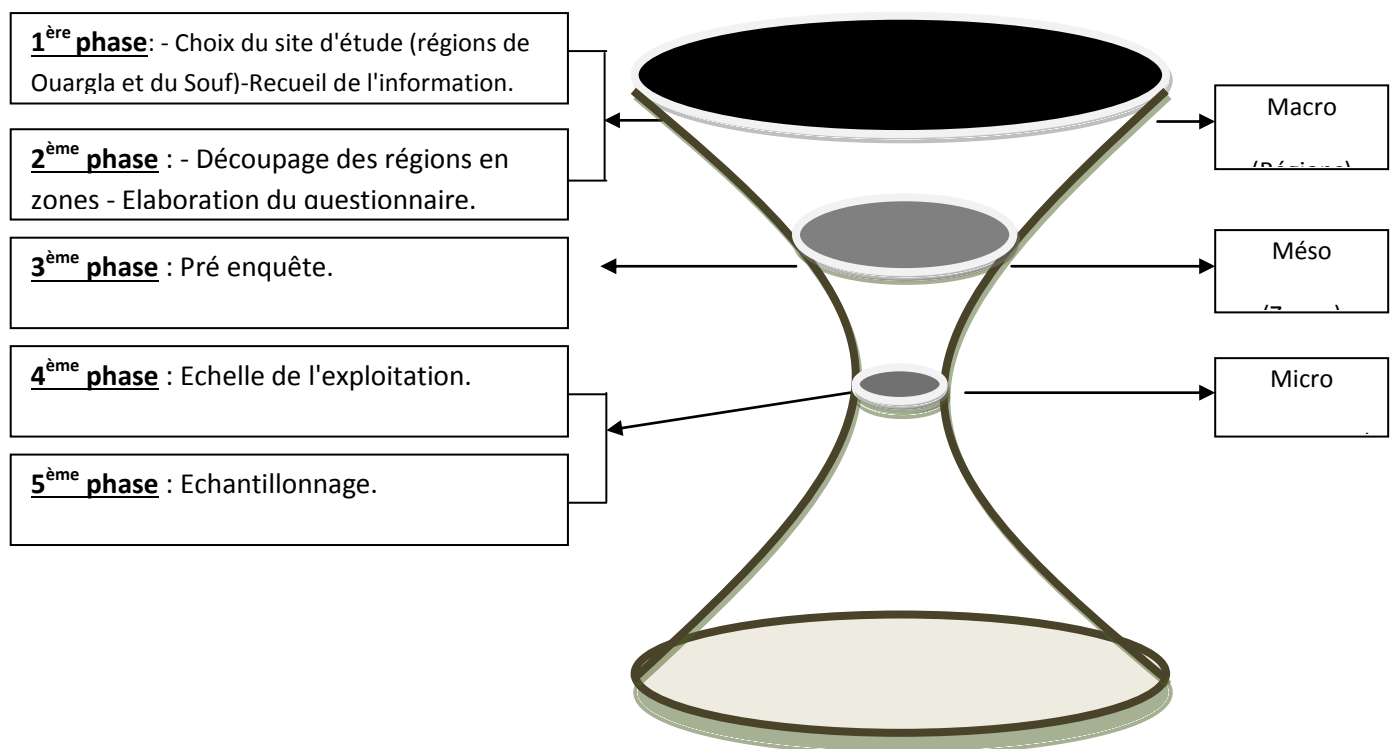 1ère phase: - Choix du site d'étude (régions de
Ouargla et du Souf)-Recueil de l'information.
2ème phase : - Découpage des régions en
zones - Elaboration du questionnaire.
3ème phase : Pré enquête.
4ème phase : Echelle de l'exploitation.
5ème phase : Echantillonnage.
Macro
(Régions)
Méso
Micro